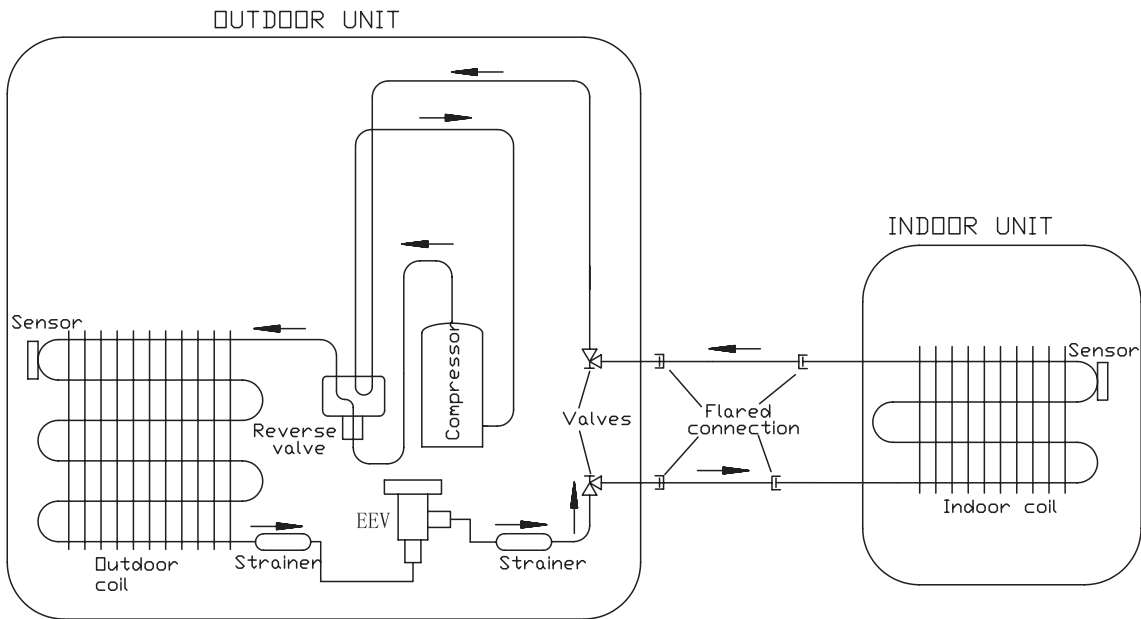 OUTDOOR UNIT
INDOOR UNIT
Sensor
Compressor
Sensor
Reverse
valve
Valves
Flared
connection
EEV
Indoor coil
Outdoor
coil
Strainer
Strainer